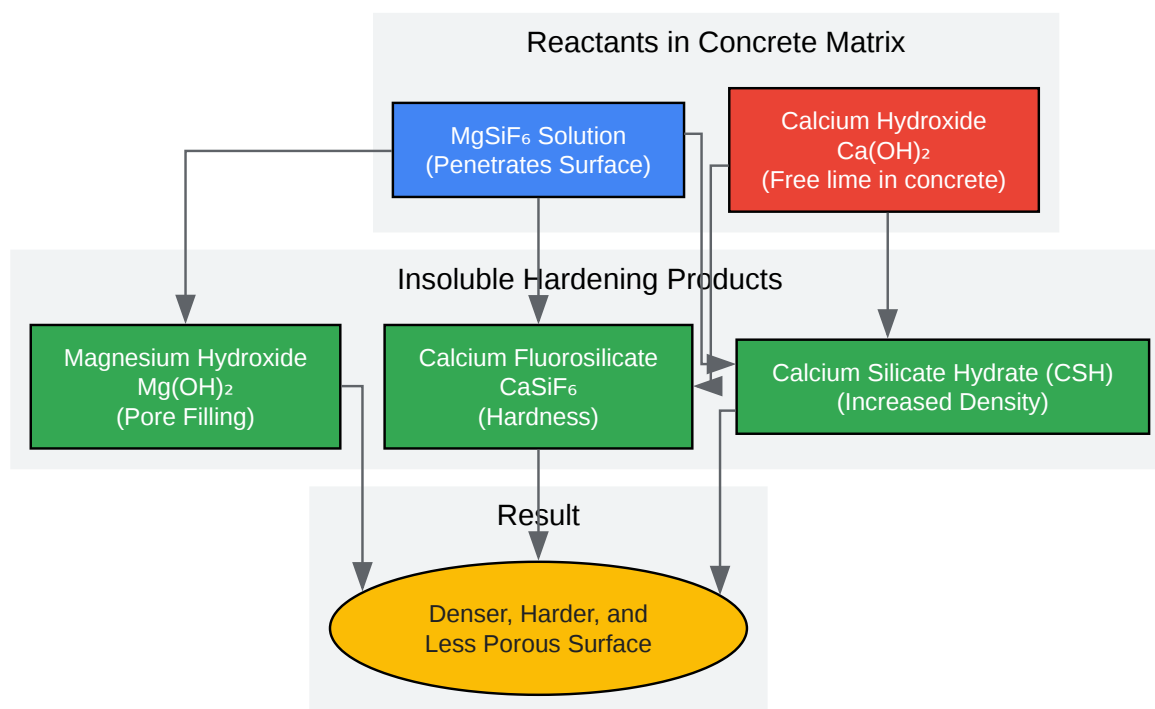 Reactants in Concrete Matrix
MgSiF₆ Solution
(Penetrates Surface)
Calcium Hydroxide
Ca(OH)₂
(Free lime in concrete)
Insoluble Hardening Products
Magnesium Hydroxide
Mg(OH)₂
(Pore Filling)
Calcium Fluorosilicate
CaSiF₆
(Hardness)
Calcium Silicate Hydrate (CSH)
(Increased Density)
Result
Denser, Harder, and
Less Porous Surface